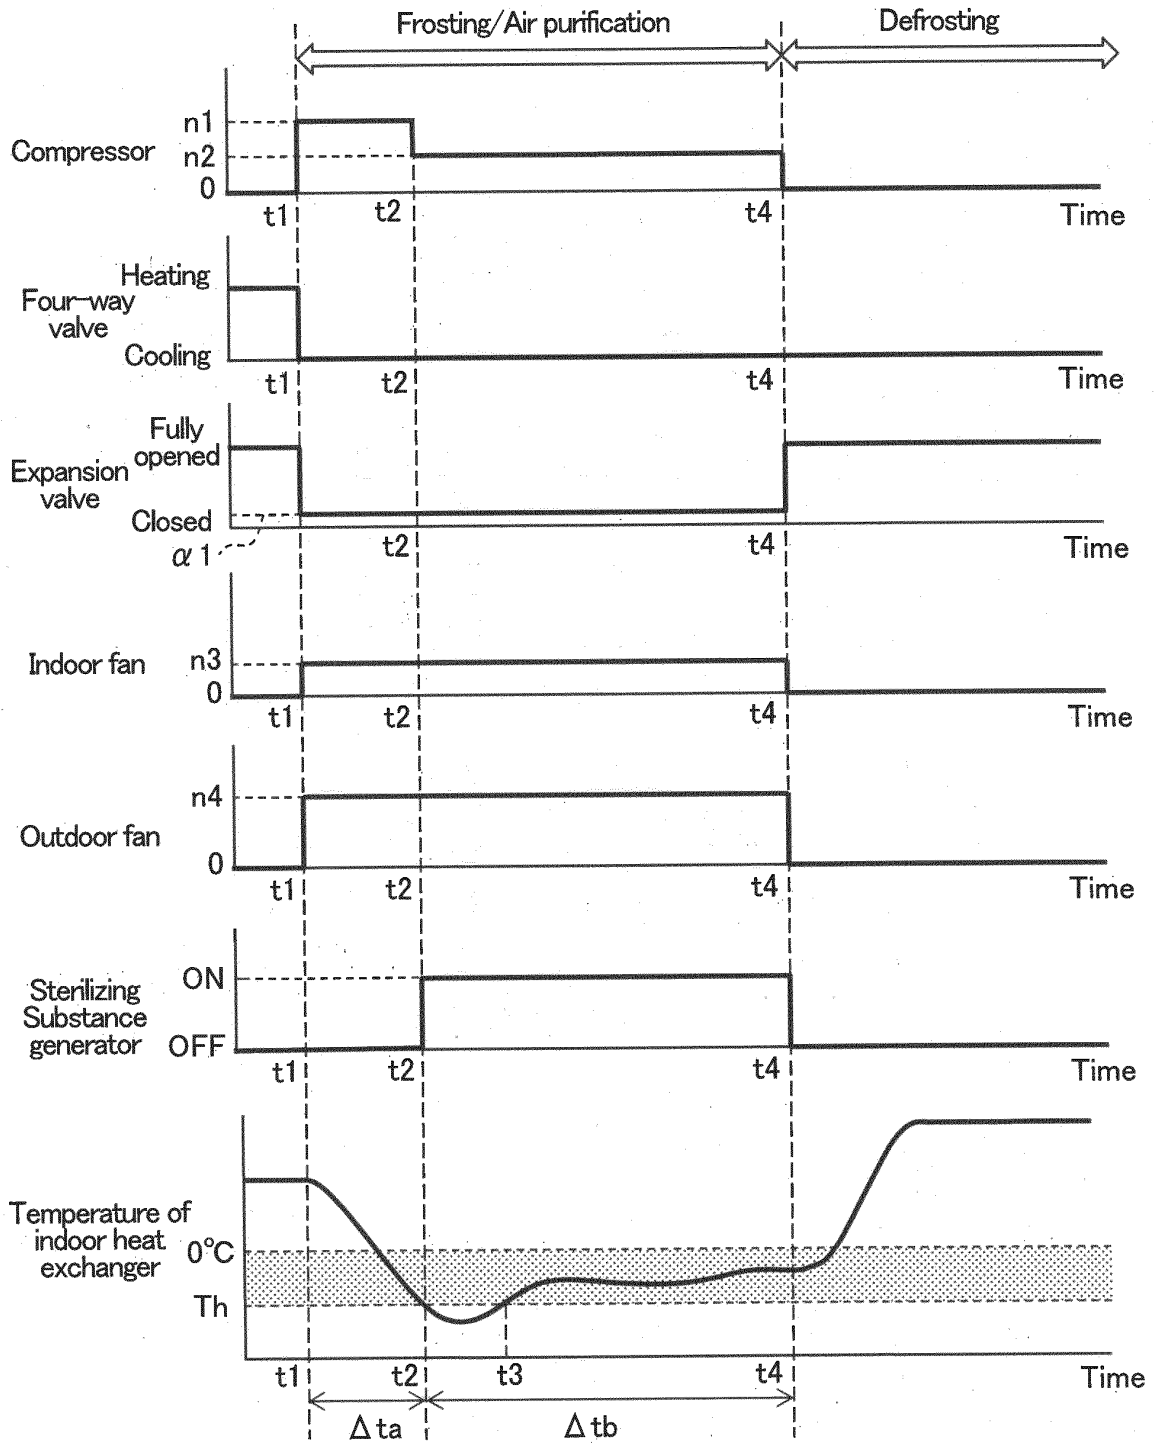 Frosting/Air purification
Defrosting
n1
Compressor
n2
0
t1
t2
t4
Time
Heating
Four-way
valve
Cooling
t1
t2
t4
Time
Fully
opened
Expansion
valve
Closed
α1
t2
t4
Time
Indoor fan
n3
0
t1
t2
t4
Time
n4
Outdoor fan
0
t1
t2
t4
Time
ON
Sterilizing
Substance
generator
OFF
t1
t2
t4
Time
Temperature of
indoor heat
exchanger
0°C
Th
t1
t2
t3
t4
Time
Δta
Δtb